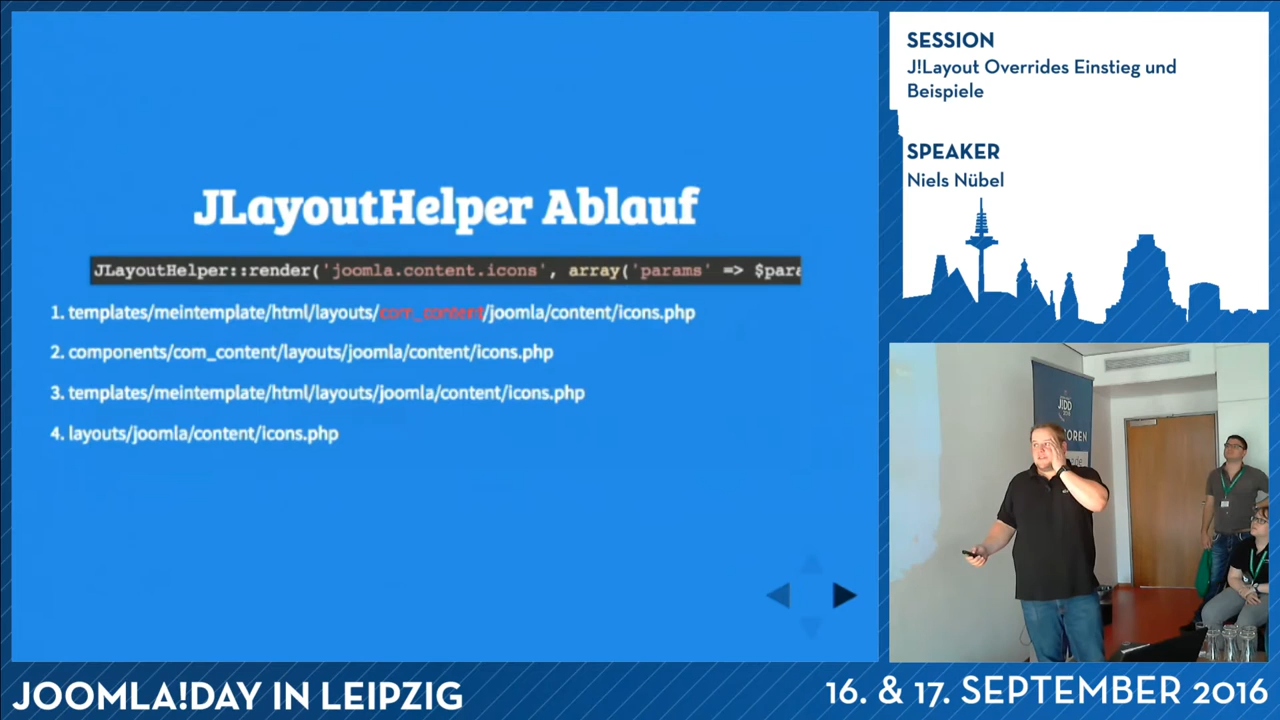 JLayoutHelper Ablauf
JLayoutHelper::render('joomla.content.icons', array('params' => $para
1. templates/meintemplate/html/layouts/com_content/joomla/content/icons.php
2. components/com_content/layouts/joomla/content/icons.php
3. templates/meintemplate/html/layouts/joomla/content/icons.php
4. layouts/joomla/content/icons.php
SESSION
J!Layout Overrides Einstieg und
Beispiele
SPEAKER
Niels Nübel
OREN
JOOMLA!DAY IN LEIPZIG
16. & 17. SEPTEMBER 2016